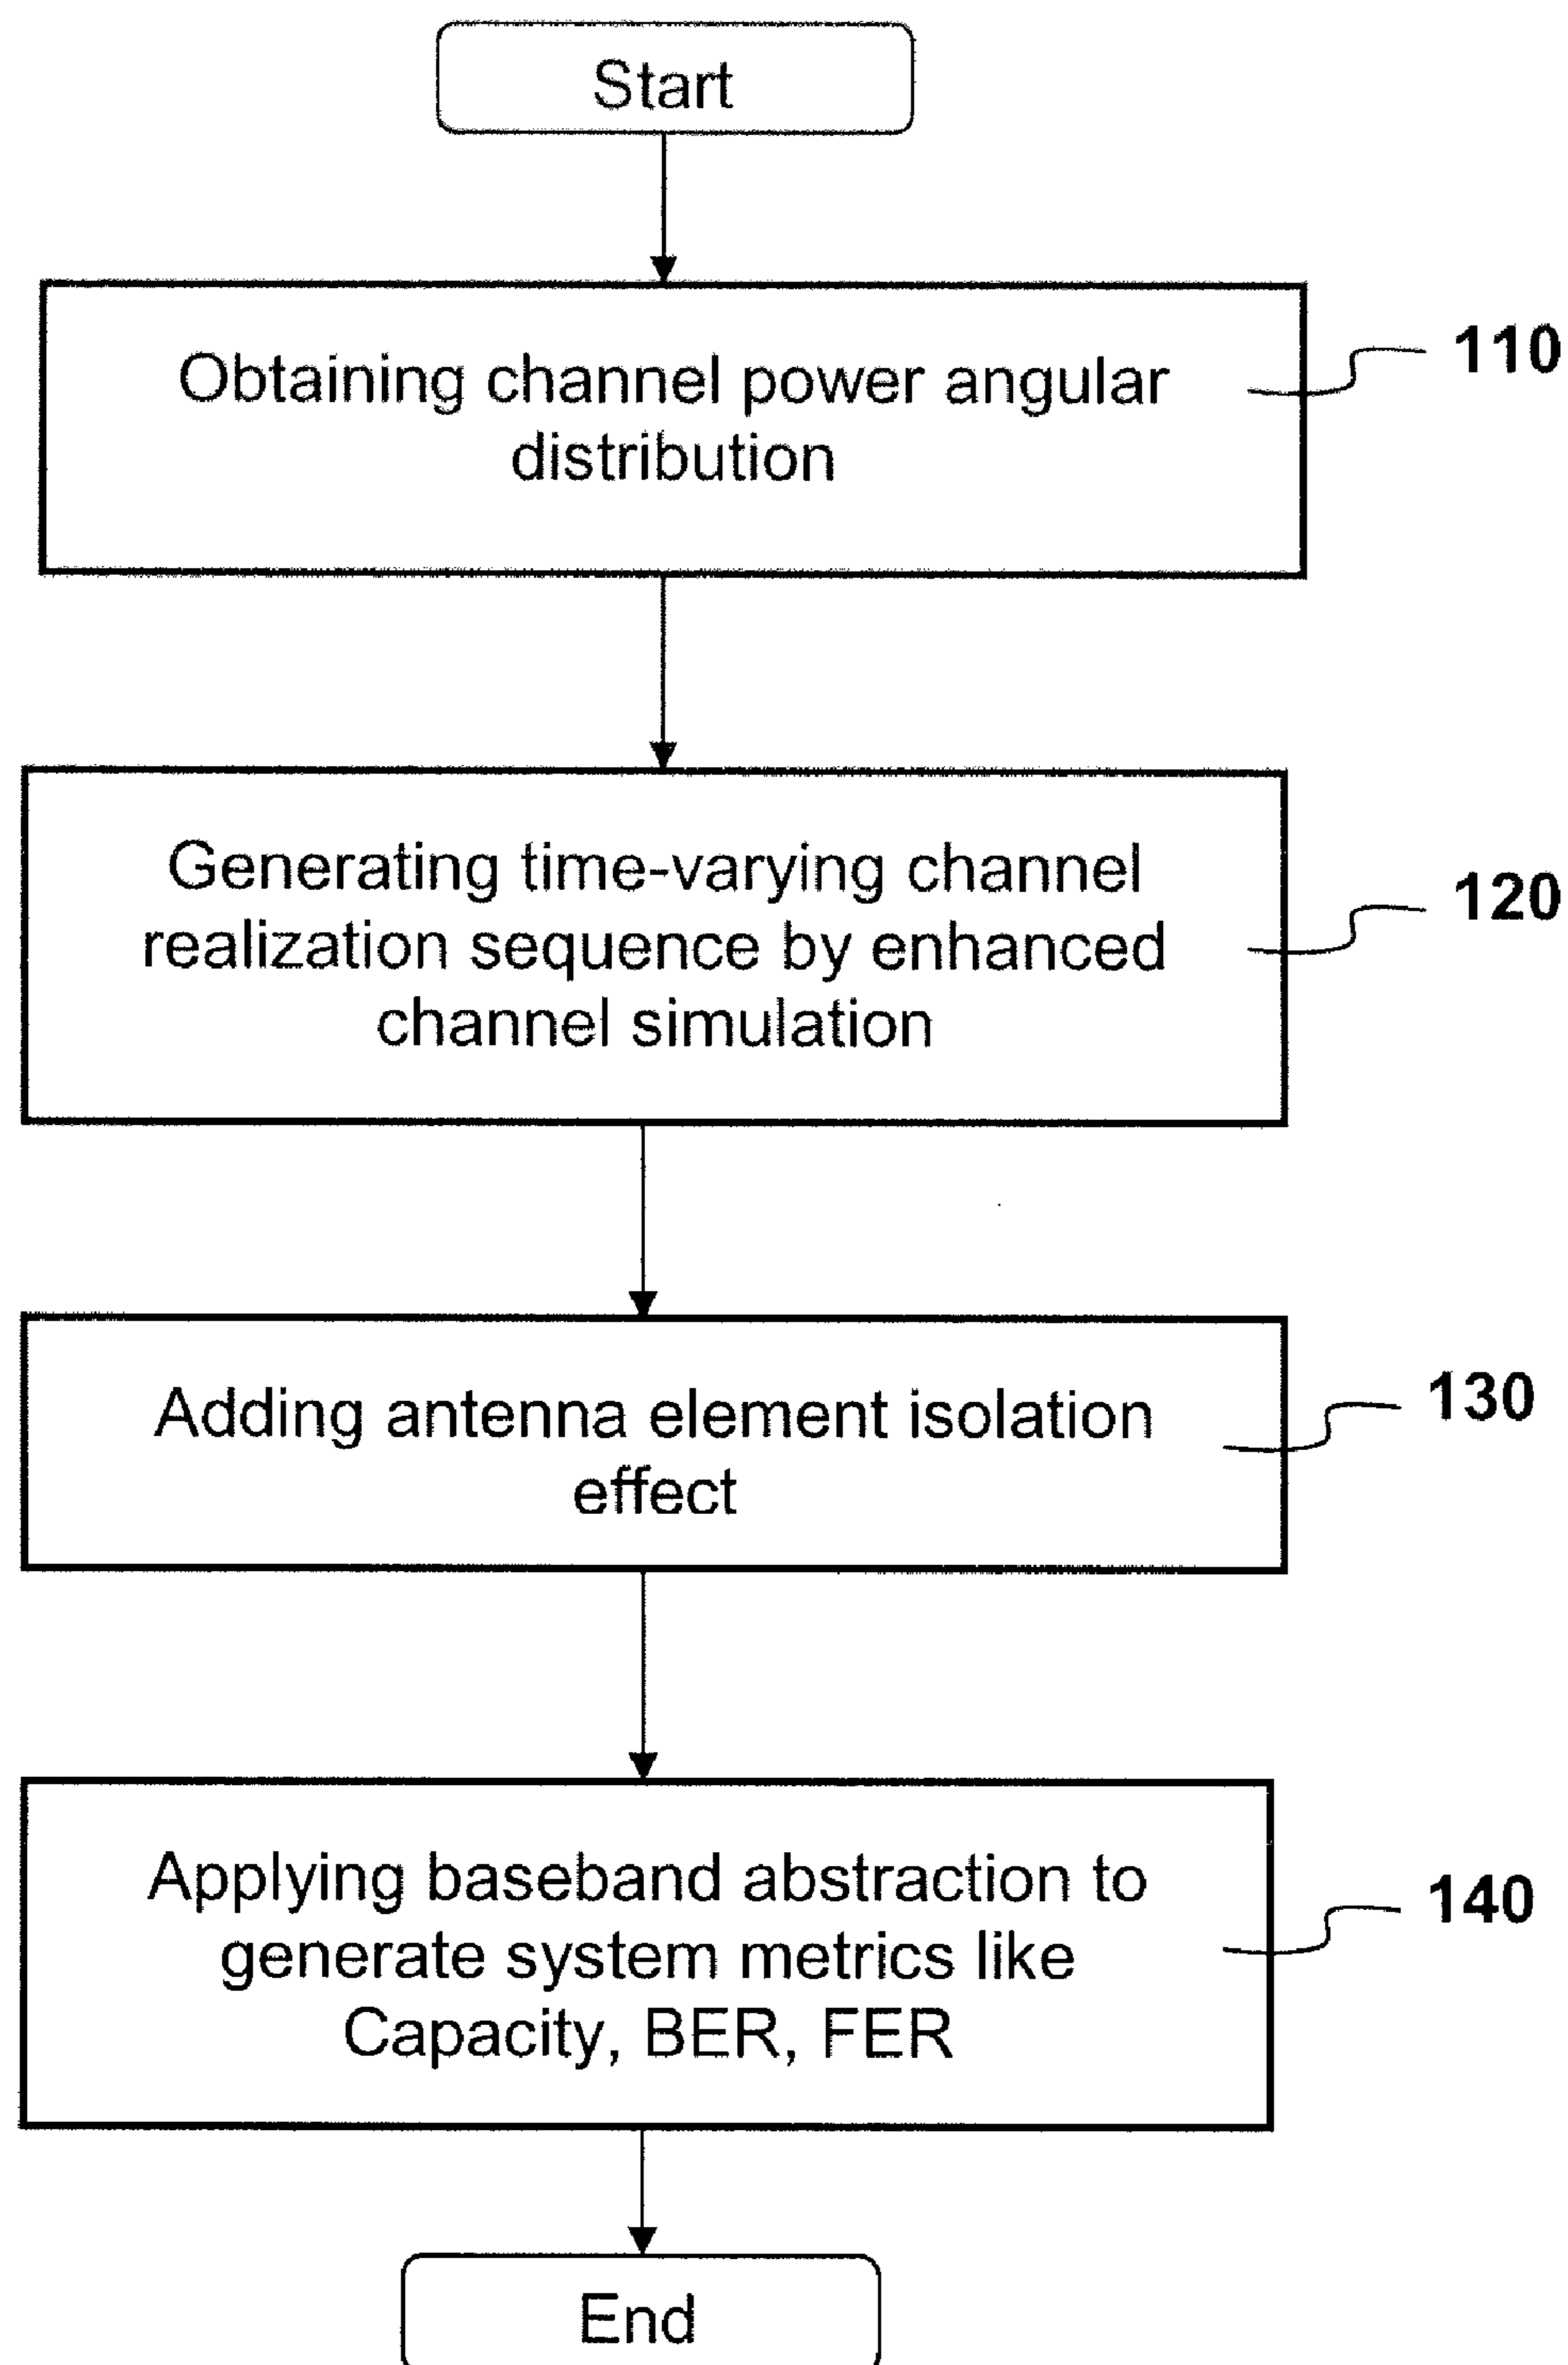 Start
Obtaining channel power angular
distribution
110
Generating time-varying channel
realization sequence by enhanced
channel simulation
120
Adding antenna element isolation
effect
130
Applying baseband abstraction to
generate system metrics like
Capacity, BER, FER
140
End